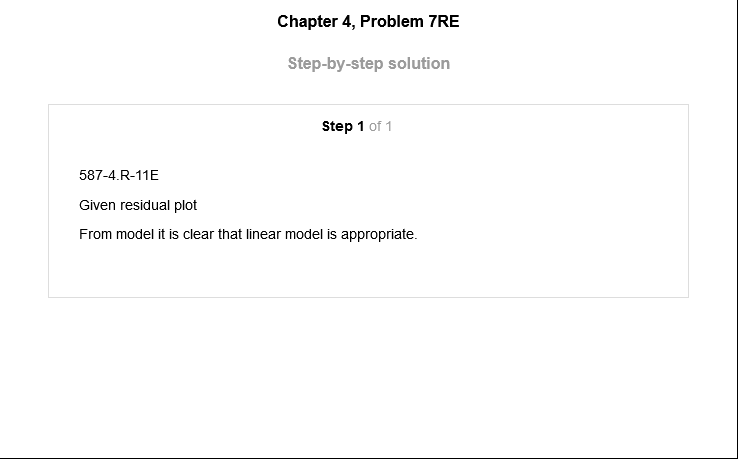 Chapter 4, Problem 7RE
Step-by-step solution
Step 1 of 1
587-4.R-11E
Given residual plot
From model it is clear that linear model is appropriate.